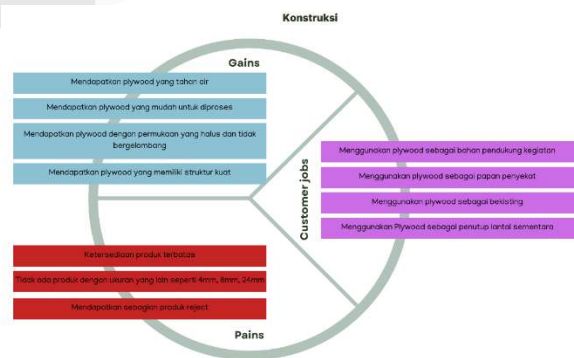 Konstruksi
Gains
Mendapatkan plywood yang tahan air
Mendapatkan plywood yang mudah untuk diproses
Mendapatkan plywood dengan permukaan yang halus dan tidak
bergelombang
Mendapatkan plywood yang memiliki struktur kuat
Customer jobs
Menggunakan plywood sebagai bahan pendukung kegiatan
Menggunakan plywood sebagai papan penyekat
Menggunakan plywood sebagai bekisting
Menggunakan Plywood sebagai penutup lantai sementara
Ketersediaan produk terbatas
Tidak ada produk dengan ukuran yang lain seperti 4mm, 8mm, 24mm
Mendapatkan sebagian produk reject
Pains